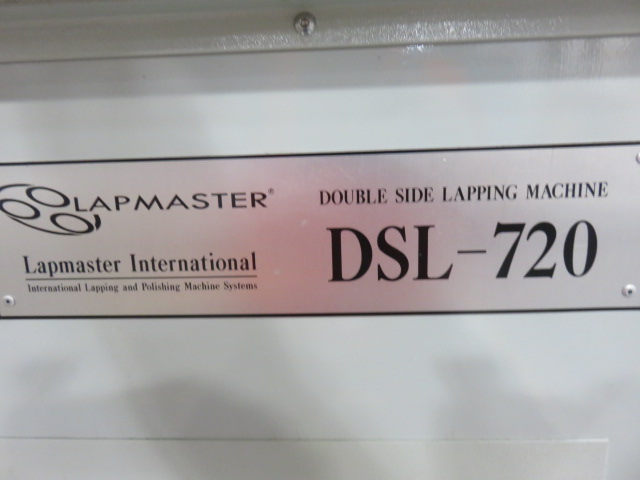 LAPMASTER®
Lapmaster International
International Lapping and Polishing Machine Systems
DOUBLE SIDE LAPPING MACHINE
DSL-720